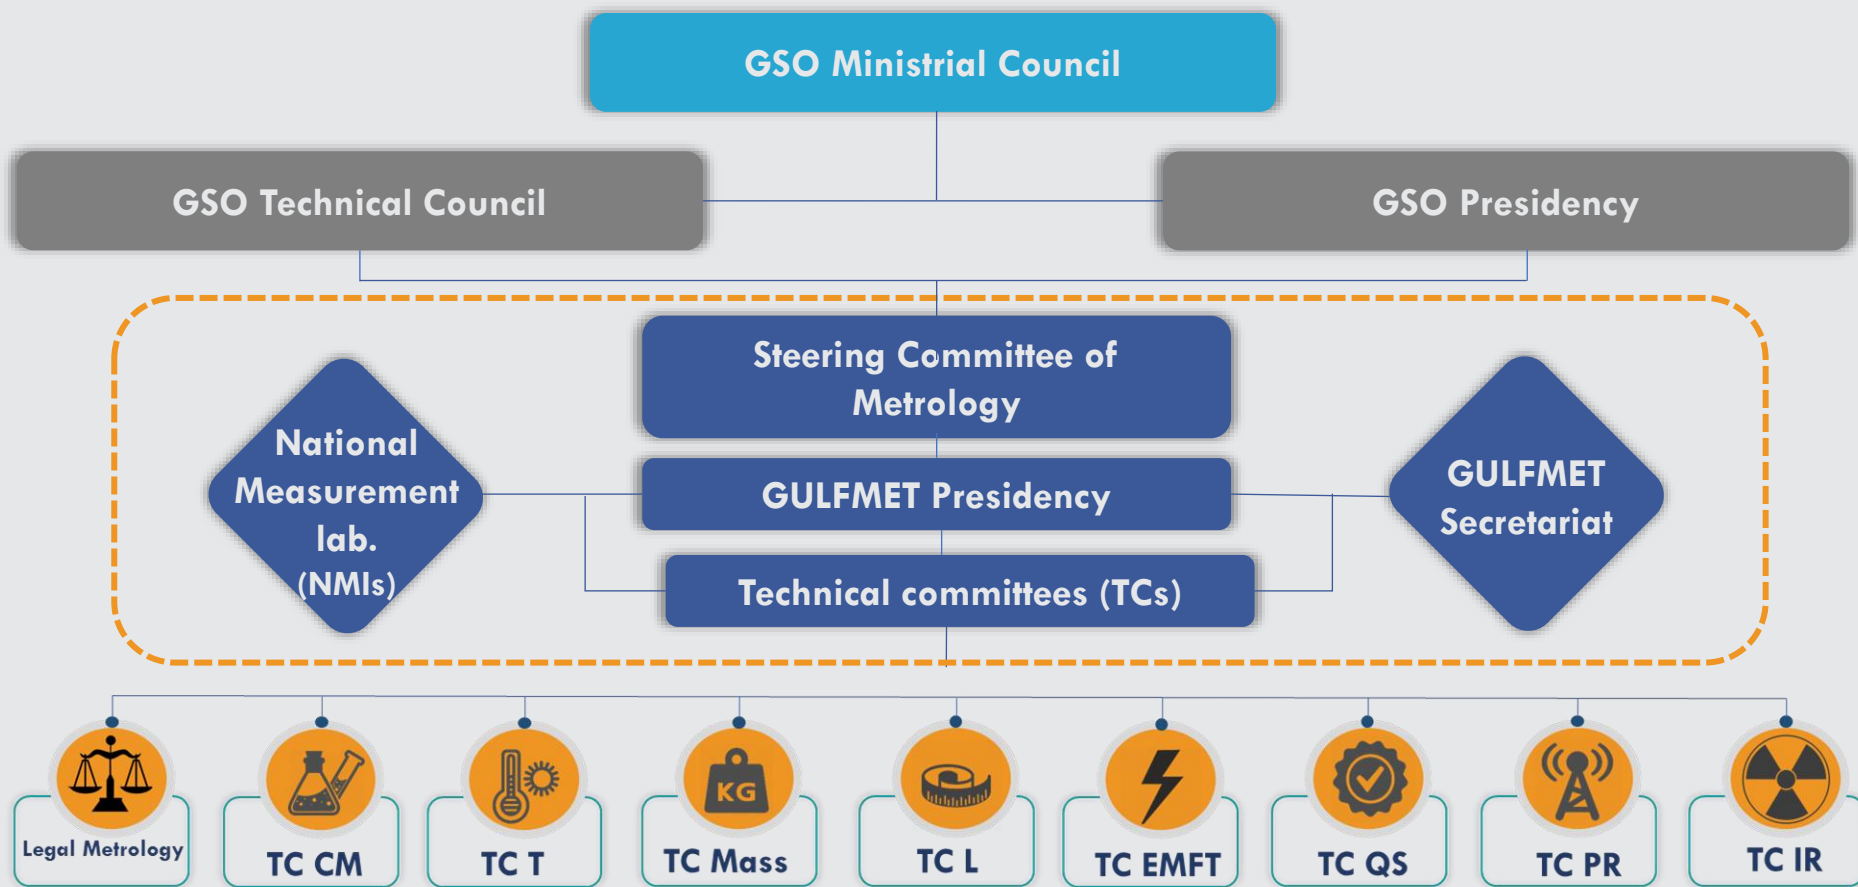 GSO Ministrial Council
GSO Technical Council
GSO Presidency
Steering Committee of
Metrology
National
Measurement
lab.
(NMIs)
GULFMET Presidency
GULFMET
Secretariat
Technical committees (TCs)
KG
Legal Metrology
TC CM
TC T
TC Mass
TC L
TC EMFT
TC QS
TC PR
TC IR